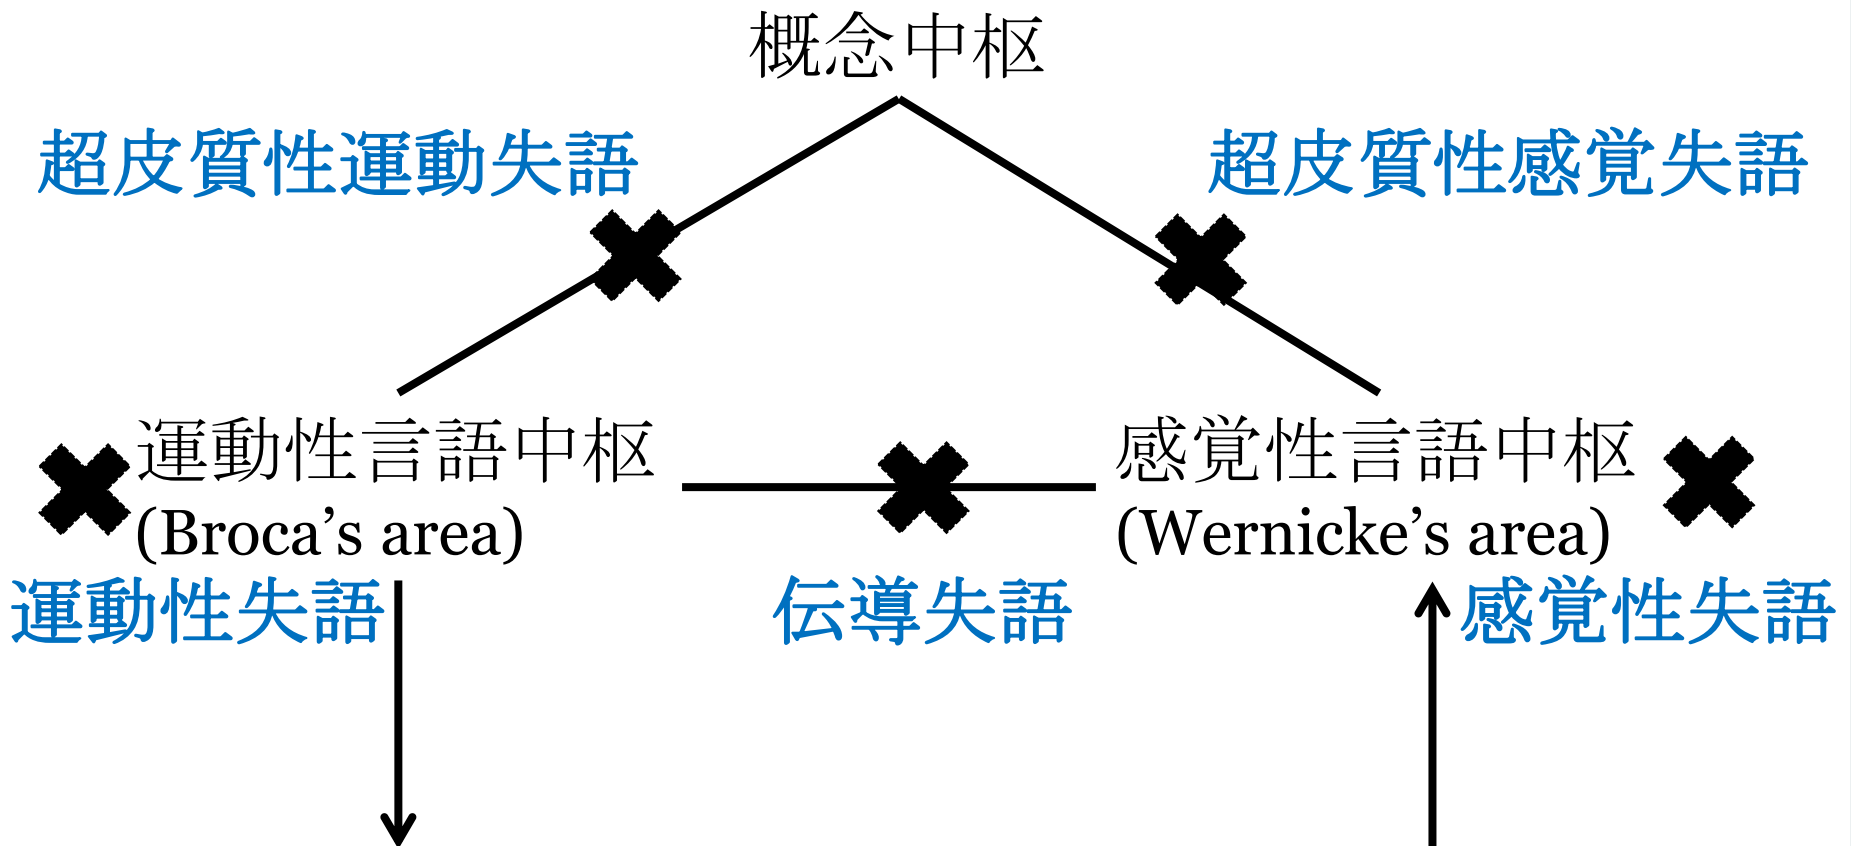 概念中枢
超皮質性運動失語
超皮質性感覚失語
運動性言語中枢
(Broca’s area)
運動性失語
伝導失語
感覚性言語中枢
(Wernicke’s area)
感覚性失語